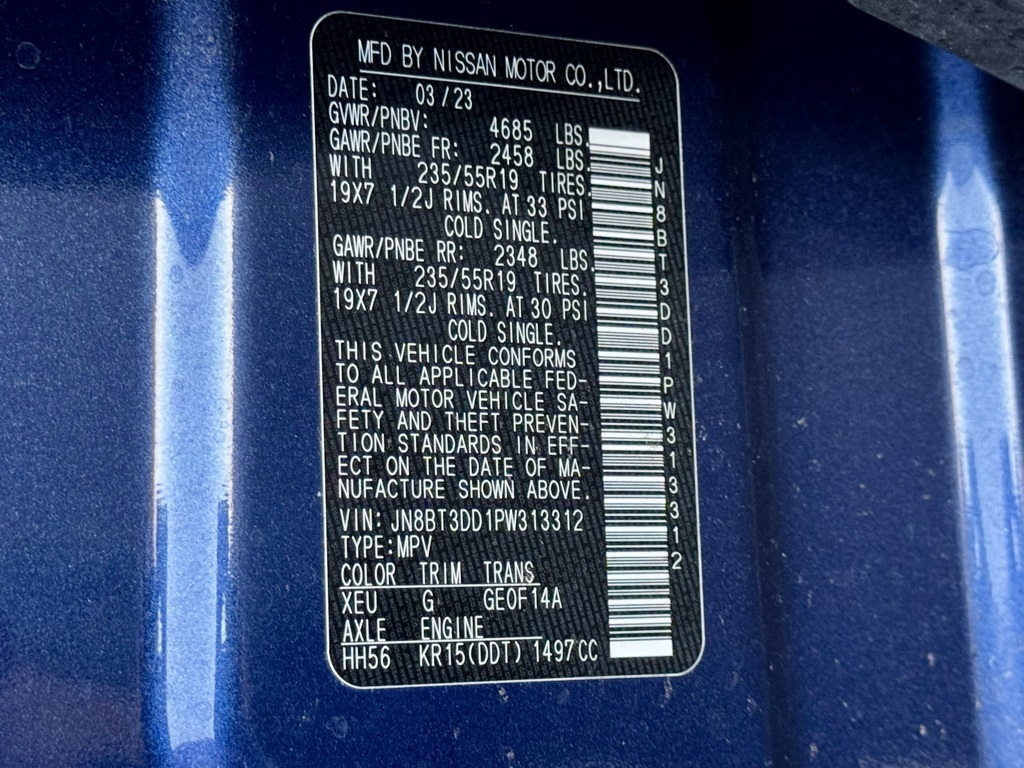 MFD BY NISSAN MOTOR CO.,LTD.
DATE: 03/23
GVWR/PNBV: 4685 LBS.
GAWR/PNBE FR: 2458 LBS.
WITH 235/55R19 TIRES.
19X7 1/2J RIMS. AT 33 PSI
COLD SINGLE.
GAWR/PNBE RR: 2348 LBS.
WITH 235/55R19 TIRES.
19X7 1/2J RIMS. AT 30 PSI
COLD SINGLE.
THIS VEHICLE CONFORMS
TO ALL APPLICABLE FED-
ERAL MOTOR VEHICLE SA-
FETY AND THEFT PREVEN-
TION STANDARDS IN EFF-
ECT ON THE DATE OF MA-
NUFACTURE SHOWN ABOVE.
VIN: JN8BT3DD1PW313312
TYPE:MPV
COLOR TRIM TRANS
XEU G GE0F14A
AXLE ENGINE
HH56 KR15(DDT) 1497CC
JN8BT3DD1PW313312